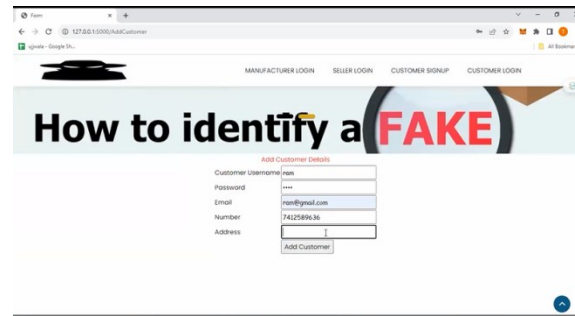 Form
127.0.0.1:5000/AddCustomer
ujjwala - Google Sh...
All Bookmar
MANUFACTURER LOGIN SELLER LOGIN CUSTOMER SIGNUP CUSTOMER LOGIN
How to identify a FAKE
Add Customer Details
Customer Username ram
Password ••••
Email ram@gmail.com
Number 7412589636
Address
Add Customer